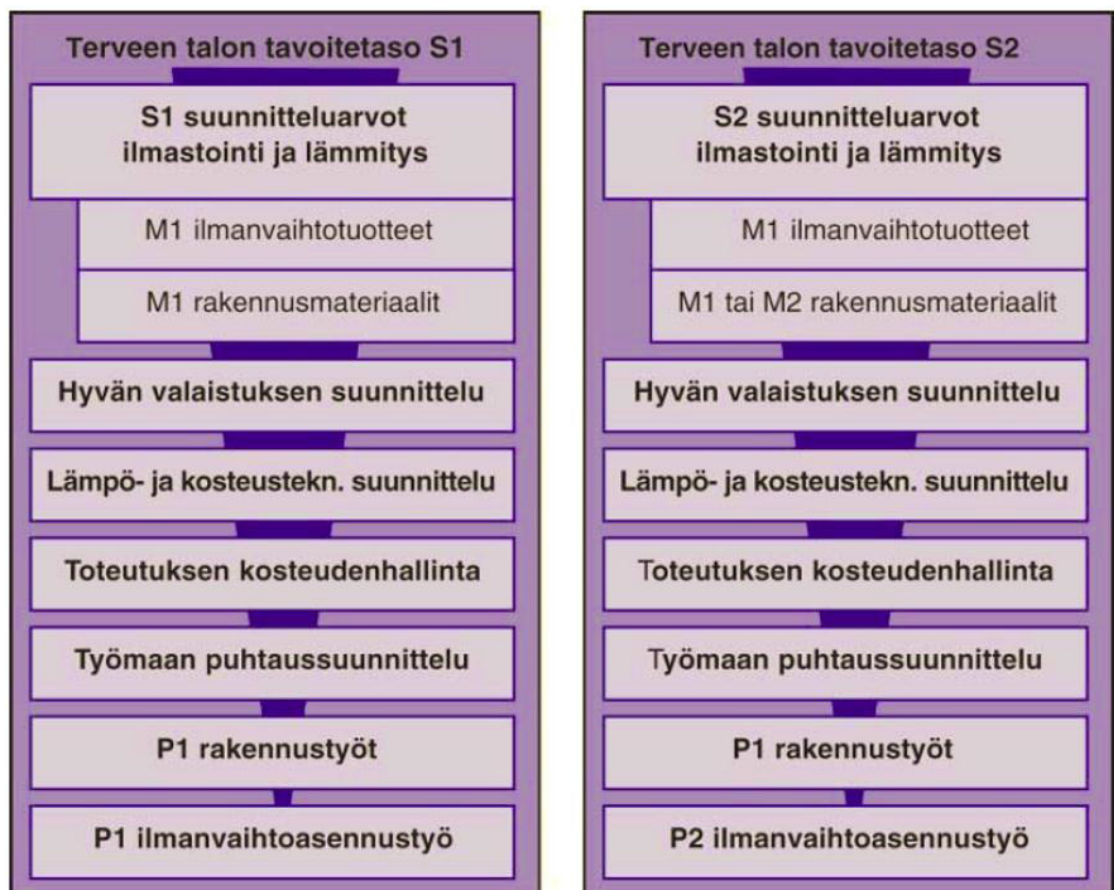 Terveen talon tavoitetaso S1
S1 suunnitteluarvot
ilmastointi ja lämmitys
M1 ilmanvaihtotuotteet
M1 rakennusmateriaalit
Hyvän valaistuksen suunnittelu
Lämpö- ja kosteustekn. suunnittelu
Toteutuksen kosteudenhallinta
Työmaan puhtaussuunnittelu
P1 rakennustyöt
P1 ilmanvaihtoasennustyö
Terveen talon tavoitetaso S2
S2 suunnitteluarvot
ilmastointi ja lämmitys
M1 ilmanvaihtotuotteet
M1 tai M2 rakennusmateriaalit
Hyvän valaistuksen suunnittelu
Lämpö- ja kosteustekn. suunnittelu
Toteutuksen kosteudenhallinta
Työmaan puhtaussuunnittelu
P1 rakennustyöt
P2 ilmanvaihtoasennustyö